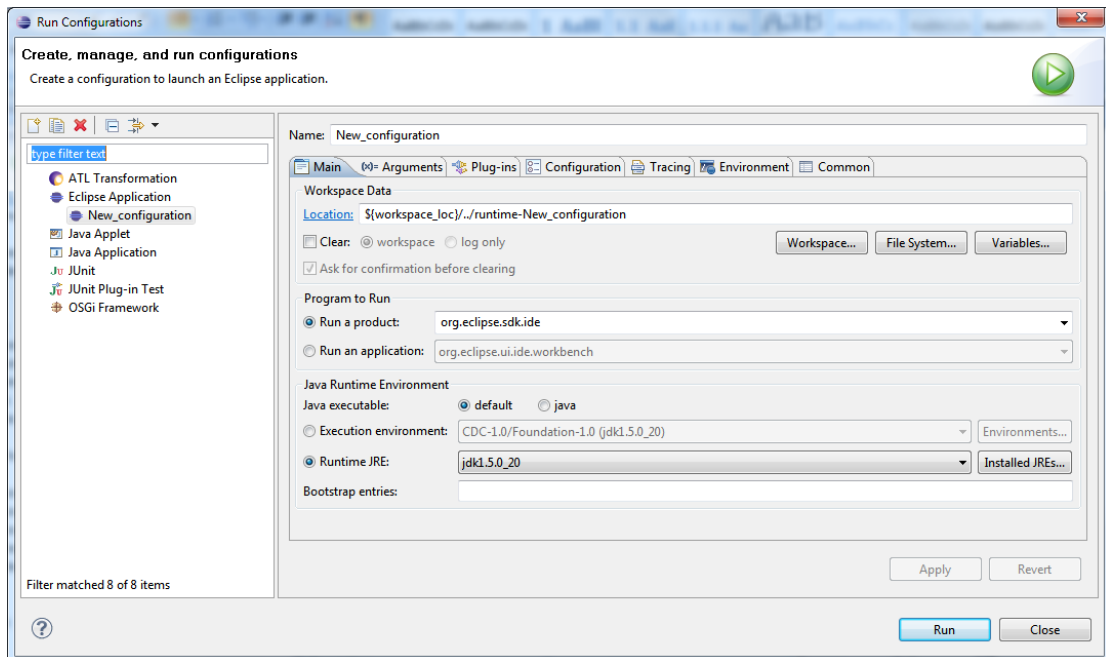 Run Configurations
Create, manage, and run configurations
Create a configuration to launch an Eclipse application.
type filter text
ATL Transformation
Eclipse Application
New_configuration
Java Applet
Java Application
Ju JUnit
JUnit Plug-in Test
OSGi Framework
Filter matched 8 of 8 items
Name: New_configuration
Main (x)= Arguments Plug-ins Configuration Tracing Environment Common
Workspace Data
Location: ${workspace_loc}/../runtime-New_configuration
Clear: workspace log only Workspace... File System... Variables...
Ask for confirmation before clearing
Program to Run
Run a product: org.eclipse.sdk.ide
Run an application: org.eclipse.ui.ide.workbench
Java Runtime Environment
Java executable: default java
Execution environment: CDC-1.0/Foundation-1.0 (jdk1.5.0_20) Environments...
Runtime JRE: jdk1.5.0_20 Installed JREs...
Bootstrap entries:
Apply Revert
? Run Close